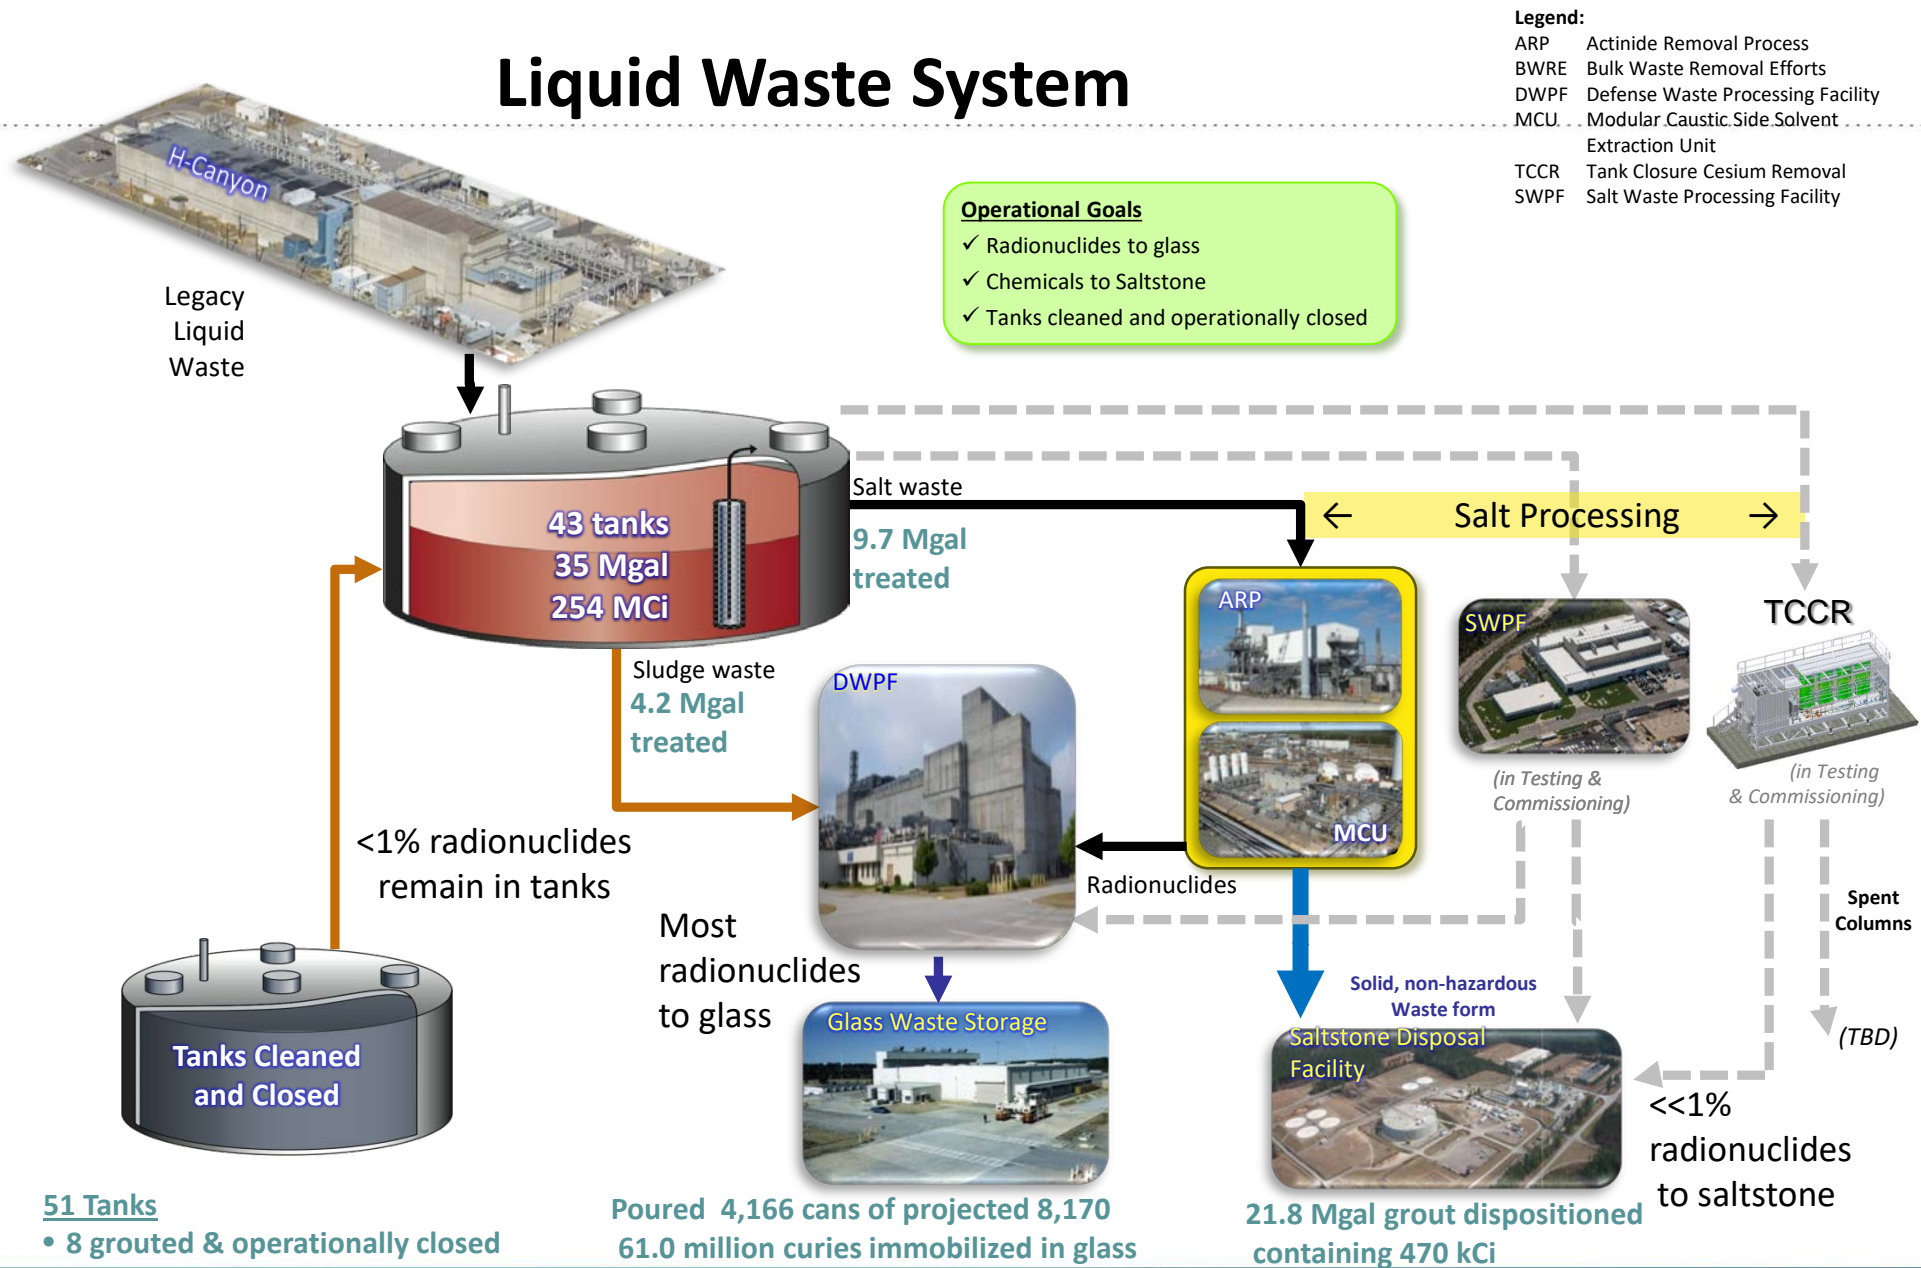 Liquid Waste System
Legend:
ARP Actinide Removal Process
BWRE Bulk Waste Removal Efforts
DWPF Defense Waste Processing Facility
MCU Modular Caustic Side Solvent
Extraction Unit
TCCR Tank Closure Cesium Removal
SWPF Salt Waste Processing Facility
H-Canyon
Operational Goals
✓ Radionuclides to glass
✓ Chemicals to Saltstone
✓ Tanks cleaned and operationally closed
Legacy
Liquid
Waste
43 tanks
35 Mgal
254 MCi
Salt waste
9.7 Mgal
treated
← Salt Processing →
ARP
MCU
SWPF
(in Testing &
Commissioning)
TCCR
(in Testing
& Commissioning)
Sludge waste
4.2 Mgal
treated
DWPF
<1% radionuclides
remain in tanks
Radionuclides
Spent
Columns
(TBD)
Most
radionuclides
to glass
Solid, non-hazardous
Waste form
Glass Waste Storage
Saltstone Disposal
Facility
Tanks Cleaned
and Closed
<<1%
radionuclides
to saltstone
51 Tanks
• 8 grouted & operationally closed
Poured 4,166 cans of projected 8,170
61.0 million curies immobilized in glass
21.8 Mgal grout dispositioned
containing 470 kCi